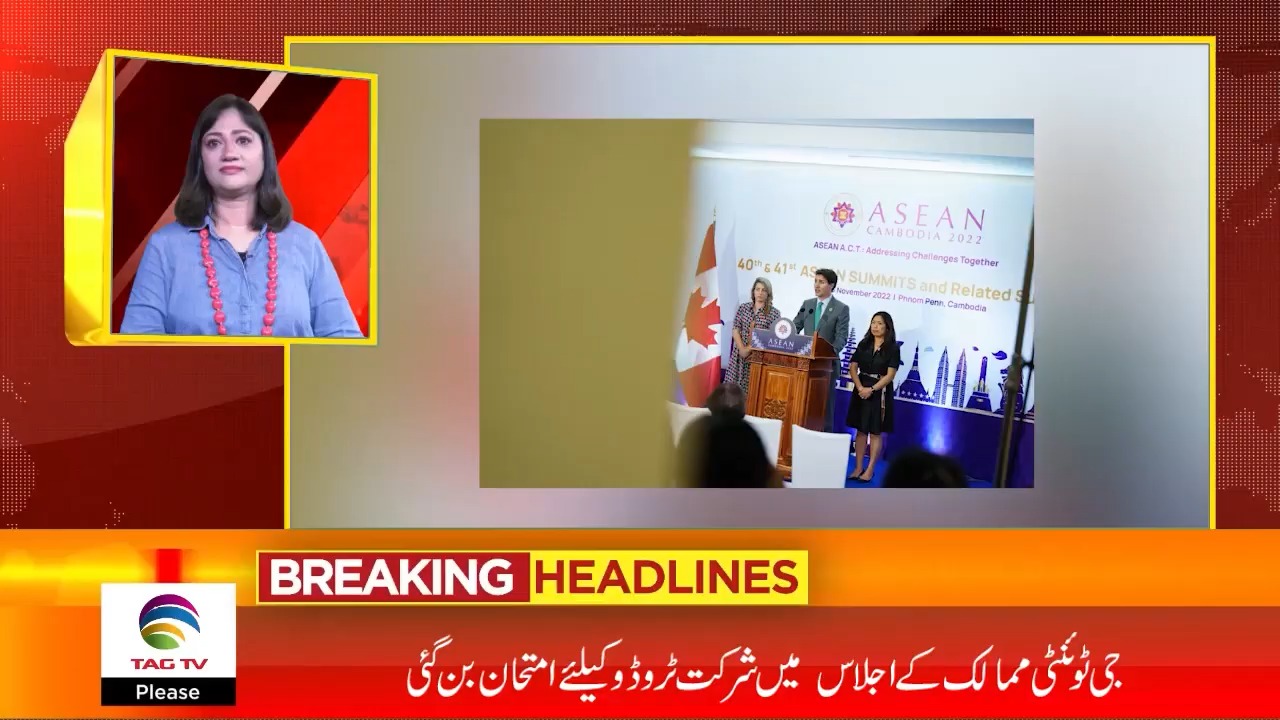 ASEAN
CAMBODIA 2022
ASEAN A.C.T.: Addressing Challenges Together
40th & 41st ASEAN SUMMITS and Related
November 2022 | Phnom Penh, Cambodia
ASEAN
BREAKING HEADLINES
TAG TV
Please
جی ٹوئنٹی ممالک کے اجلاس میں شرکت ٹروڈو کیلئے امتحان بن گئی